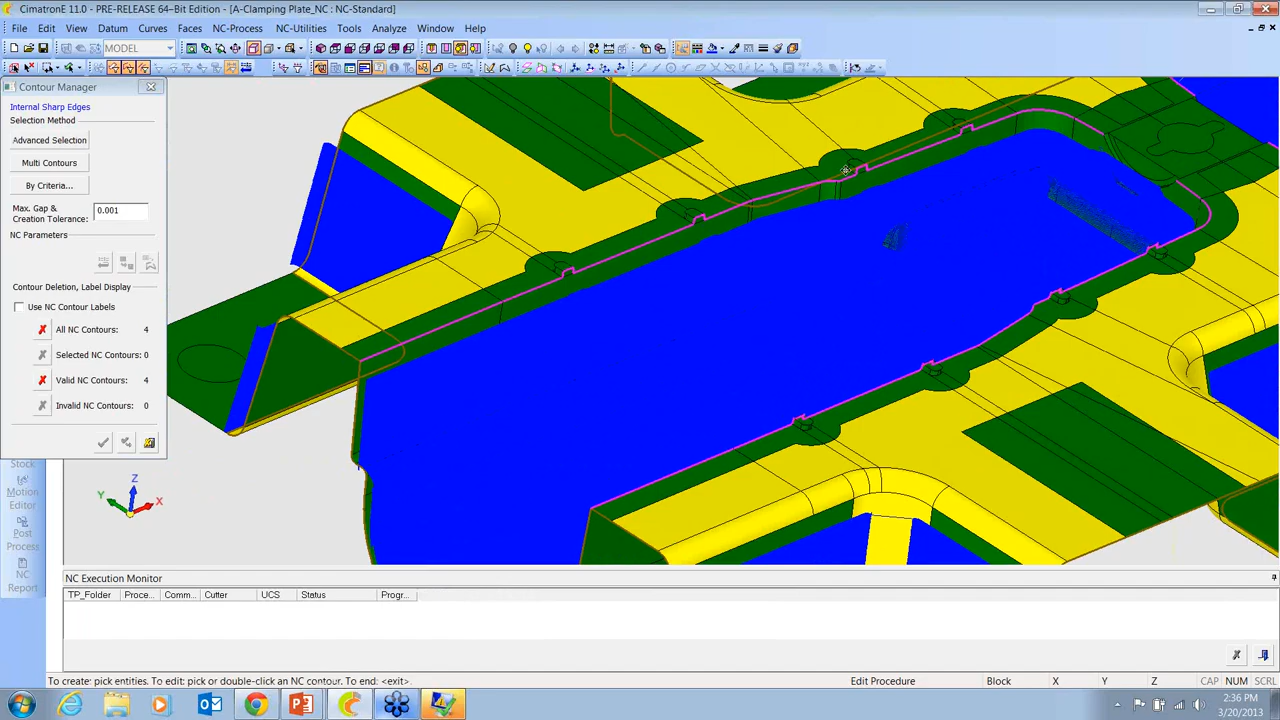 CimatronE 11.0 - PRE-RELEASE 64-Bit Edition - [A-Clamping Plate_NC : NC-Standard]
File Edit View Datum Curves Faces NC-Process NC-Utilities Tools Analyze Window Help
MODEL
Contour Manager
Internal Sharp Edges
Selection Method
Advanced Selection
Multi Contours
By Criteria...
Max. Gap &
Creation Tolerance:
0.001
NC Parameters
Contour Deletion, Label Display
Use NC Contour Labels
All NC Contours: 4
Selected NC Contours: 0
Valid NC Contours: 4
Invalid NC Contours: 0
Stock
Motion
Editor
Post
Process
NC
Report
Z
Y
X
NC Execution Monitor
TP_Folder Proce... Comm... Cutter UCS Status Progr...
To create: pick entities. To edit: pick or double-click an NC contour. To end: <exit>.
Edit Procedure Block X Y Z CAP NUM SCRL
2:36 PM
3/20/2013